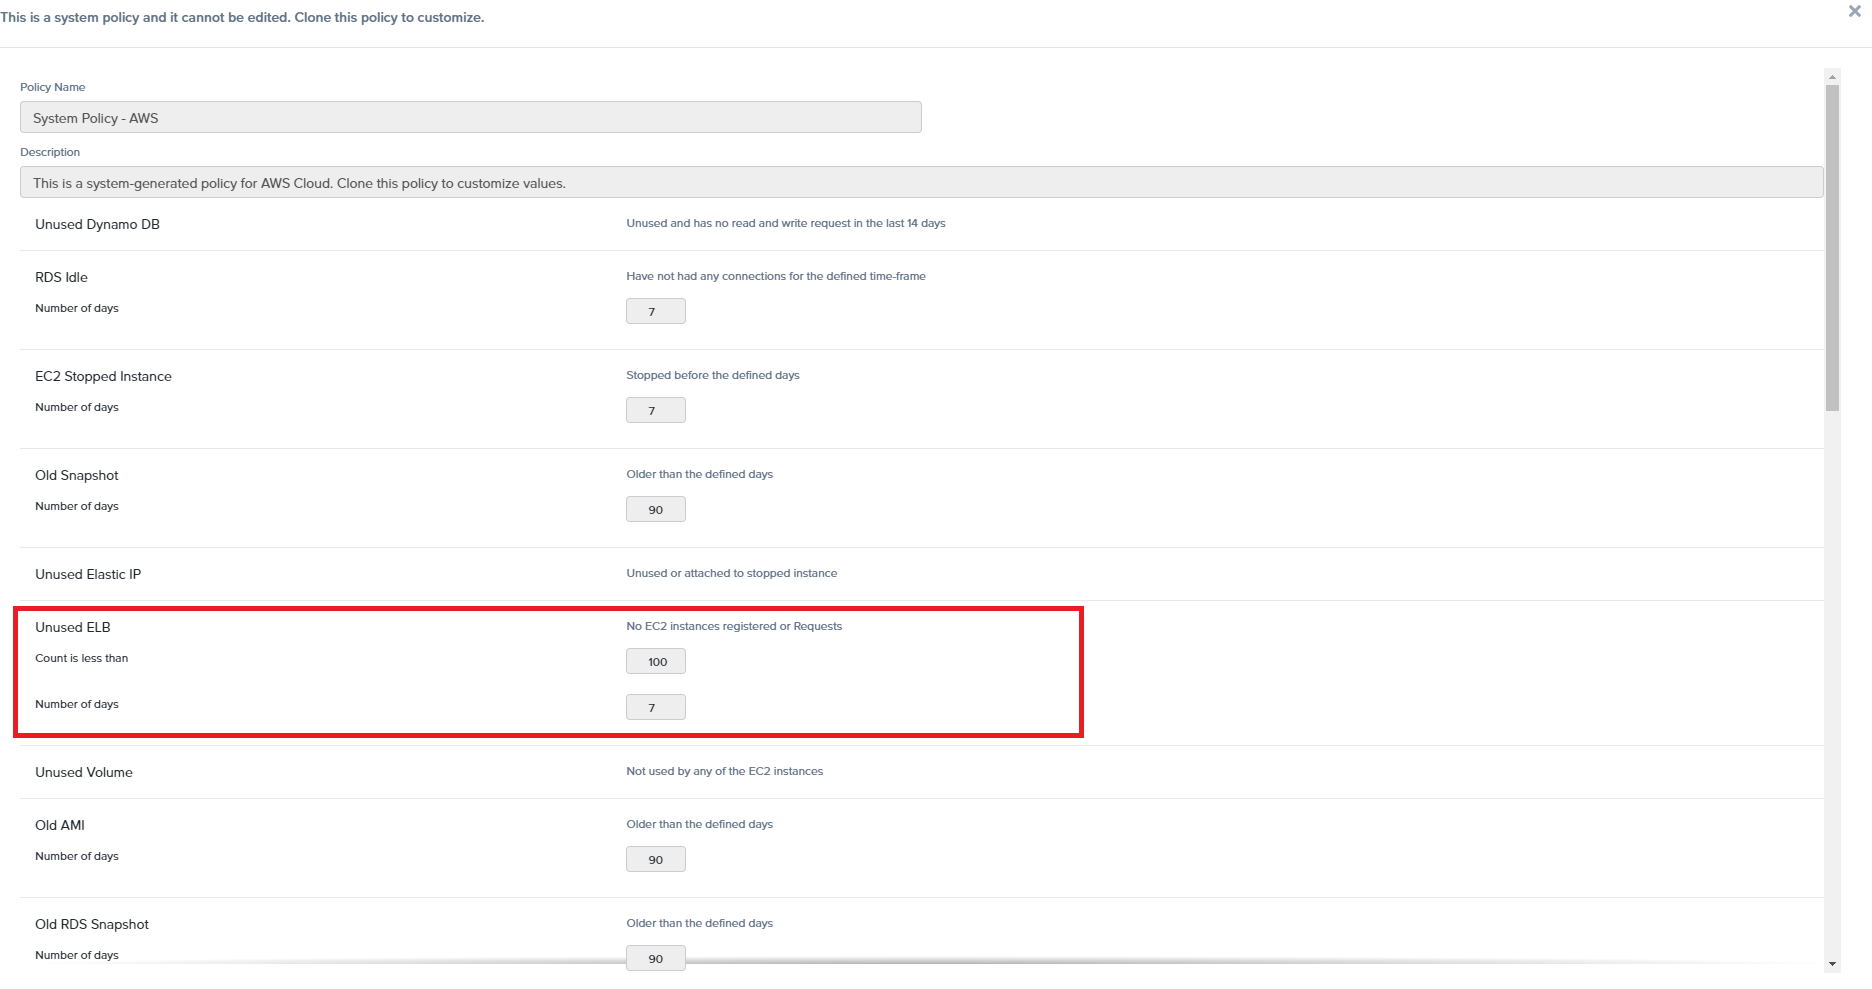 This is a system policy and it cannot be edited. Clone this policy to customize.
Policy Name
System Policy - AWS
Description
This is a system-generated policy for AWS Cloud. Clone this policy to customize values.
Unused Dynamo DB
Unused and has no read and write request in the last 14 days
RDS Idle
Have not had any connections for the defined time-frame
Number of days
7
EC2 Stopped Instance
Stopped before the defined days
Number of days
7
Old Snapshot
Older than the defined days
Number of days
90
Unused Elastic IP
Unused or attached to stopped instance
Unused ELB
No EC2 instances registered or Requests
Count is less than
100
Number of days
7
Unused Volume
Not used by any of the EC2 instances
Old AMI
Older than the defined days
Number of days
90
Old RDS Snapshot
Older than the defined days
Number of days
90